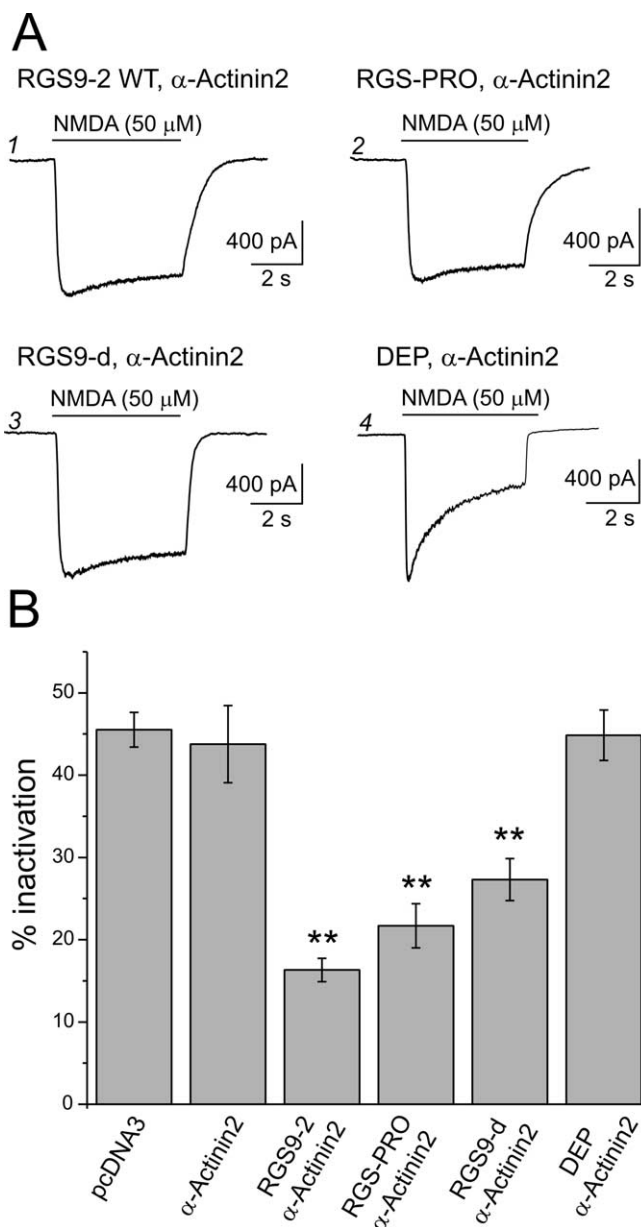 A
RGS9-2 WT, α-Actinin2
NMDA (50 μM)
1
400 pA
2 s
RGS-PRO, α-Actinin2
NMDA (50 μM)
2
400 pA
2 s
RGS9-d, α-Actinin2
NMDA (50 μM)
3
400 pA
2 s
DEP, α-Actinin2
NMDA (50 μM)
4
400 pA
2 s
B
% inactivation
50
40
30
20
10
0
**
**
**
pcDNA3
α-Actinin2
RGS9-2
α-Actinin2
RGS-PRO
α-Actinin2
RGS9-d
α-Actinin2
DEP
α-Actinin2